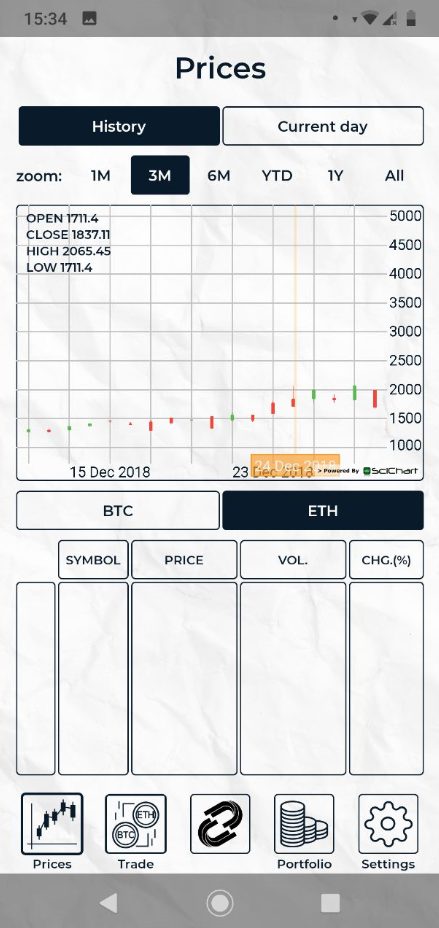 15:34
Prices
History Current day
zoom: 1M 3M 6M YTD 1Y All
OPEN 1711.4
CLOSE 1837.11
HIGH 2065.45
LOW 1711.4
5000
4500
4000
3500
3000
2500
2000
1500
1000
15 Dec 2018 23 Dec 2018
24 Dec 2018
> Powered By SciChart
BTC ETH
SYMBOL PRICE VOL. CHG.(%)
ETH
BTC
Prices Trade Portfolio Settings